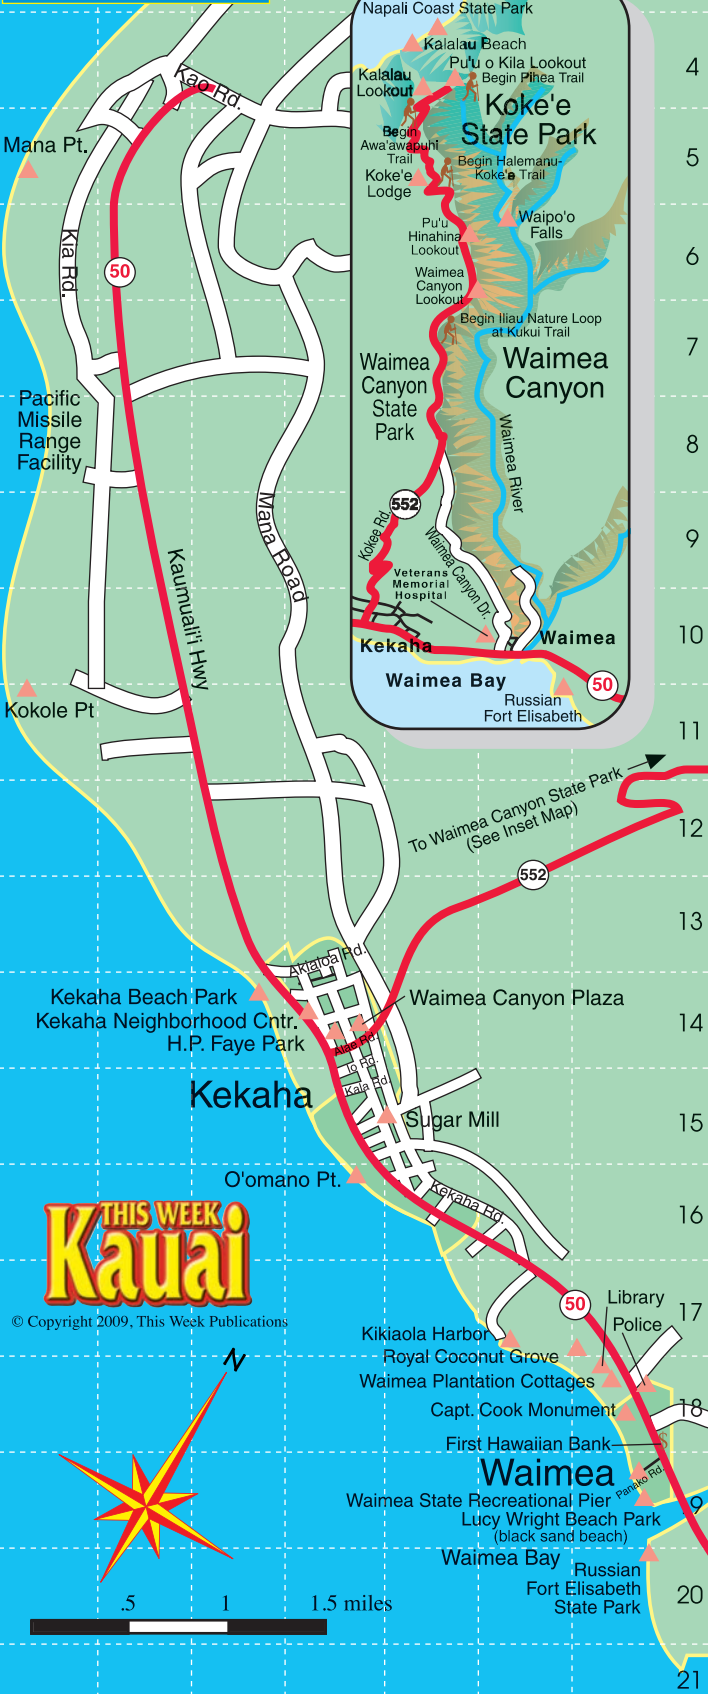 Napali Coast State Park
Kalalau Beach
Pu'u o Kila Lookout
Begin Pihea Trail
Kalalau
Lookout
Koke'e
State Park
Begin
Awa'awapuhi
Trail
Begin Halemanu-
Koke'e Trail
Koke'e
Lodge
Waipo'o
Falls
Pu'u
Hinahina
Lookout
Waimea
Canyon
Lookout
Begin Iliau Nature Loop
at Kukui Trail
Waimea
Canyon
Waimea
Canyon
State
Park
Waimea River
552
Kokee Rd.
Waimea Canyon Dr.
Veterans
Memorial
Hospital
Kekaha
Waimea
Waimea Bay
50
Russian
Fort Elisabeth
4
5
6
7
8
9
10
11
12
13
14
15
16
17
18
19
20
21
Kao Rd.
Mana Pt.
Kia Rd.
50
Pacific
Missile
Range
Facility
Mana Road
Kaumuali'i Hwy
Kokole Pt
To Waimea Canyon State Park
(See Inset Map)
552
Akialoa Rd.
Kekaha Beach Park
Waimea Canyon Plaza
Kekaha Neighborhood Cntr.
H.P. Faye Park
Alae Rd.
Io Rd.
Kala Rd.
Kekaha
Sugar Mill
O'omano Pt.
Kekaha Rd.
THIS WEEK
Kauai
© Copyright 2009, This Week Publications
50
Library
Police
Kikiaola Harbor
Royal Coconut Grove
Waimea Plantation Cottages
Capt. Cook Monument
First Hawaiian Bank
Waimea
Panako Rd.
Waimea State Recreational Pier
Lucy Wright Beach Park
(black sand beach)
Waimea Bay
Russian
Fort Elisabeth
State Park
N
.5 1 1.5 miles